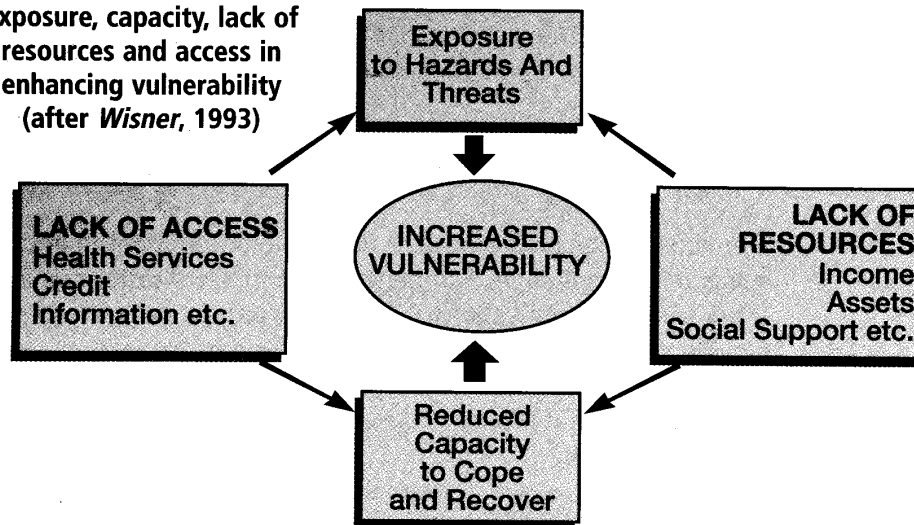 xposure, capacity, lack of
resources and access in
enhancing vulnerability
(after Wisner, 1993)
Exposure
to Hazards And
Threats
LACK OF ACCESS
Health Services
Credit
Information etc.
INCREASED
VULNERABILITY
LACK OF
RESOURCES
Income
Assets
Social Support etc.
Reduced
Capacity
to Cope
and Recover